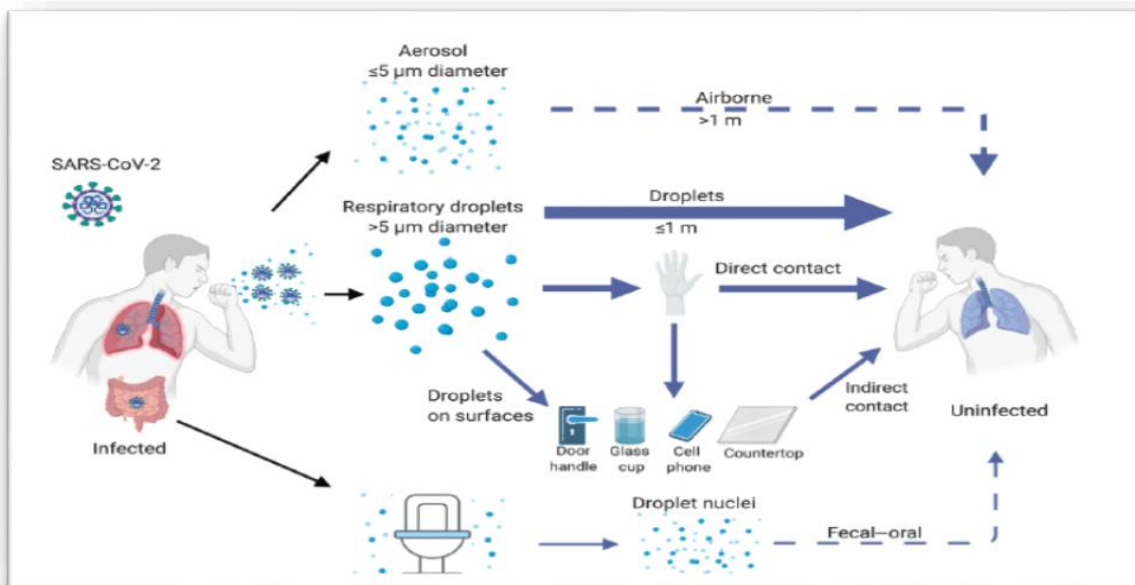 Aerosol
≤5 μm diameter
Airborne
>1 m
SARS-CoV-2
Respiratory droplets
>5 μm diameter
Droplets
≤1 m
Direct contact
Droplets
on surfaces
Indirect
contact
Infected
Uninfected
Door
handle
Glass
cup
Cell
phone
Countertop
Droplet nuclei
Fecal–oral